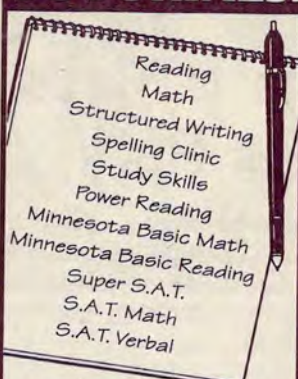 Reading
Math
Structured Writing
Spelling Clinic
Study Skills
Power Reading
Minnesota Basic Math
Minnesota Basic Reading
Super S.A.T.
S.A.T. Math
S.A.T. Verbal